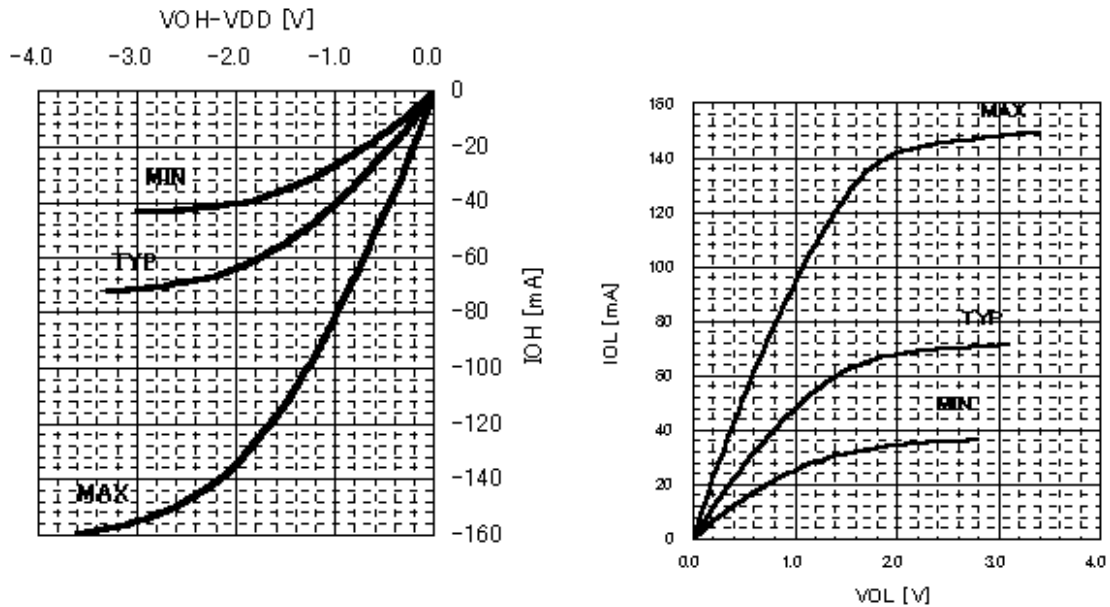 VOH-VDD [V]
-4.0 -3.0 -2.0 -1.0 0.0
0
-20
-40
-60
-80
-100
-120
-140
-160
IOH [mA]
MIN
TYP
MAX
160
140
120
100
80
60
40
20
0
IOL [mA]
MAX
TYP
MIN
0.0 1.0 2.0 3.0 4.0
VOL [V]